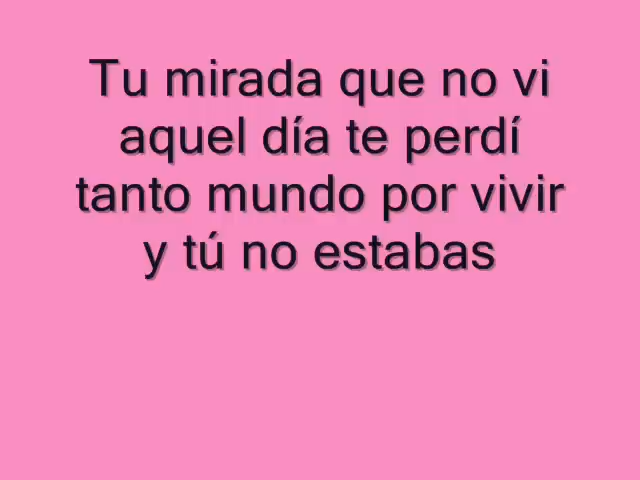 Tu mirada que no vi
aquel día te perdí
tanto mundo por vivir
y tú no estabas